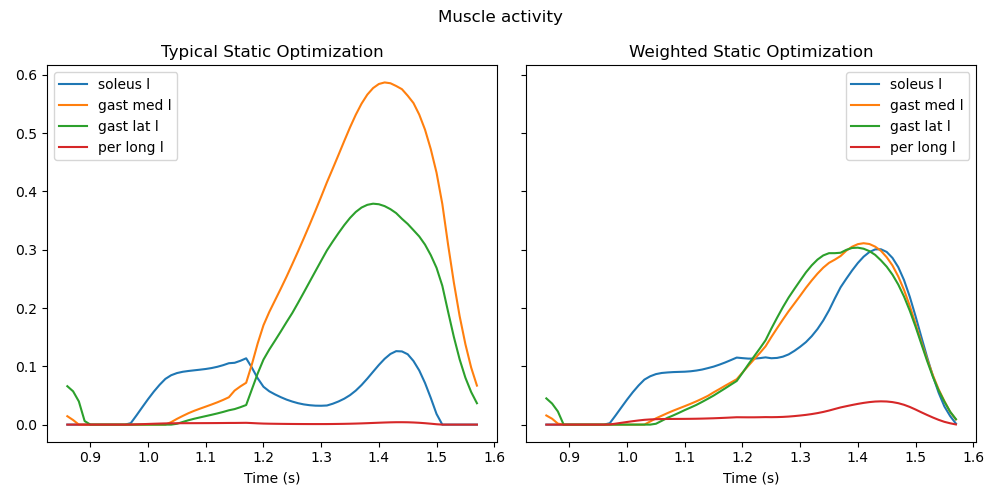 Muscle activity
Typical Static Optimization
soleus l
gast med l
gast lat l
per long l
0.6
0.5
0.4
0.3
0.2
0.1
0.0
0.9 1.0 1.1 1.2 1.3 1.4 1.5 1.6
Time (s)
Weighted Static Optimization
soleus l
gast med l
gast lat l
per long l
0.9 1.0 1.1 1.2 1.3 1.4 1.5 1.6
Time (s)